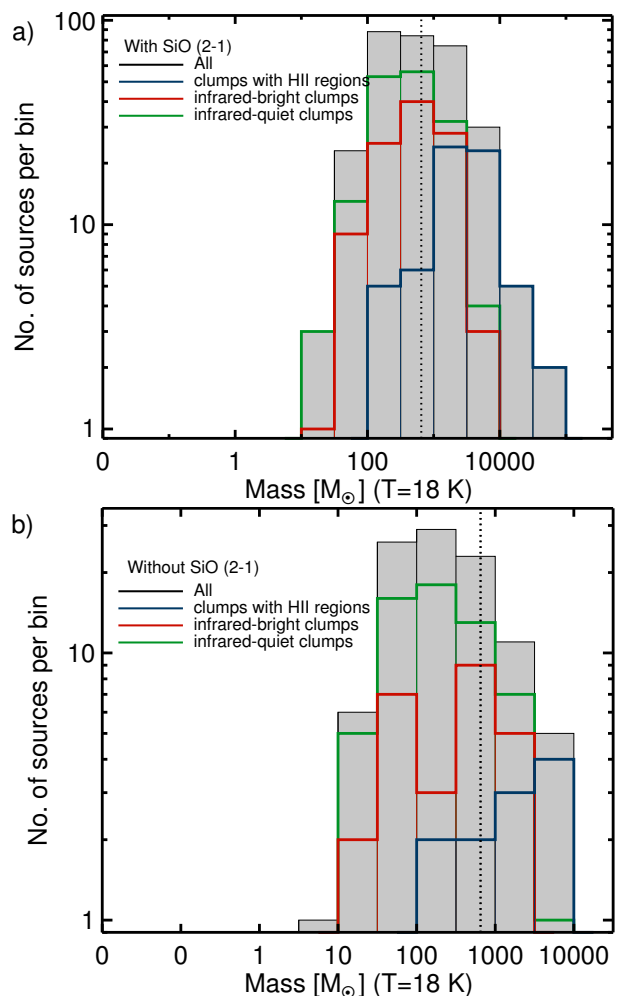 a)
100
10
1
No. of sources per bin
With SiO (2-1)
All
clumps with HII regions
infrared-bright clumps
infrared-quiet clumps
0 1 100 10000
Mass [M☉] (T=18 K)
b)
10
1
No. of sources per bin
Without SiO (2-1)
All
clumps with HII regions
infrared-bright clumps
infrared-quiet clumps
0 0 1 10 100 1000 10000
Mass [M☉] (T=18 K)